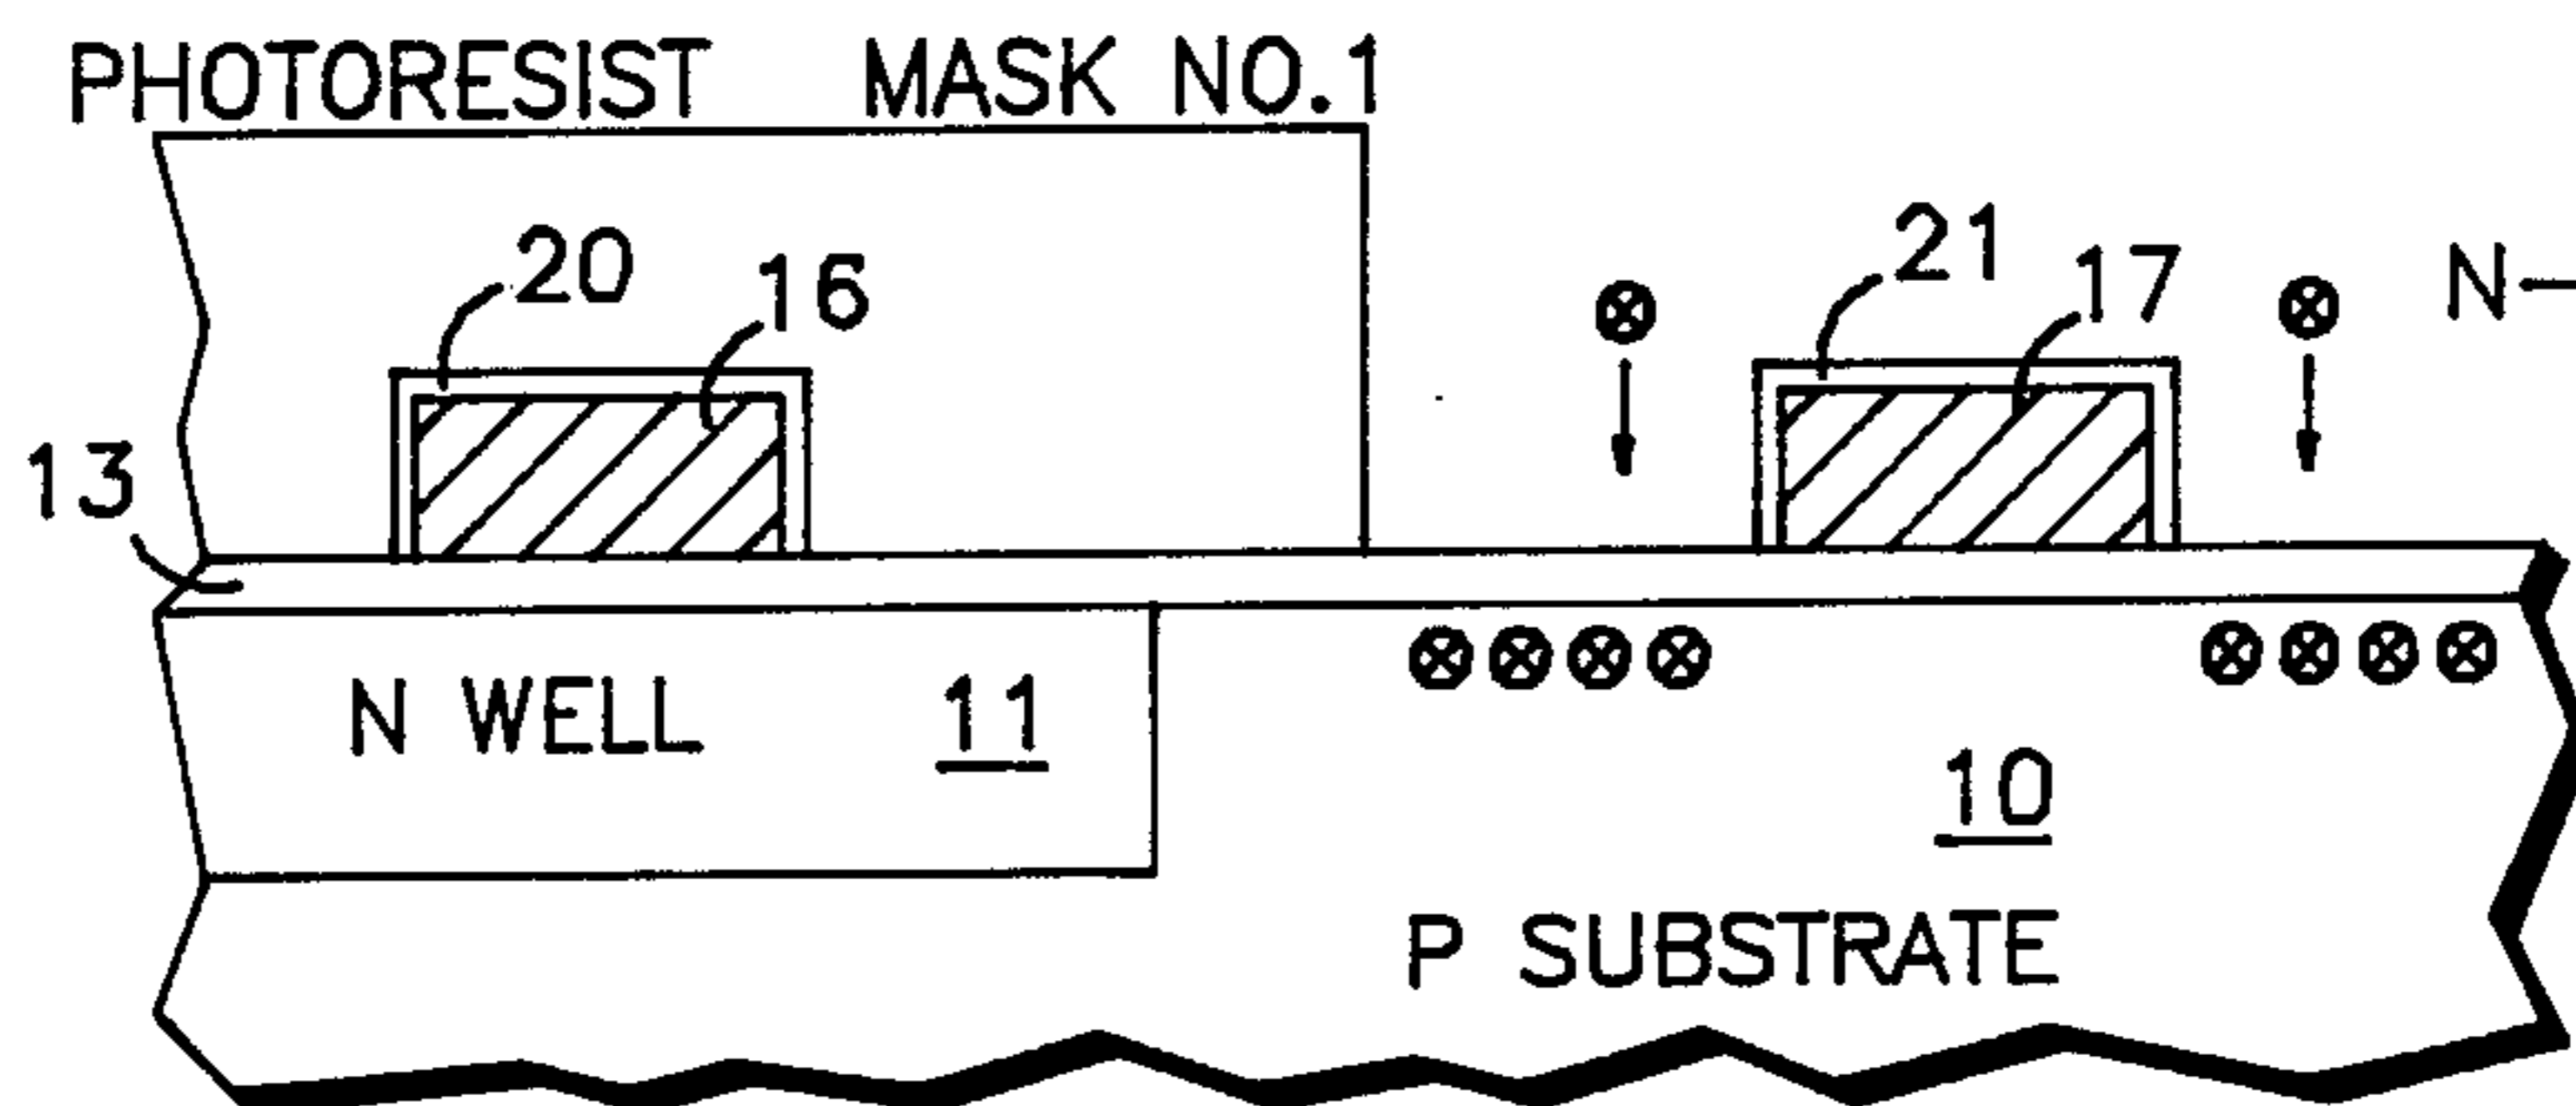 PHOTORESIST MASK NO.1
20
16
21
17
N-
13
N WELL 11
10
P SUBSTRATE